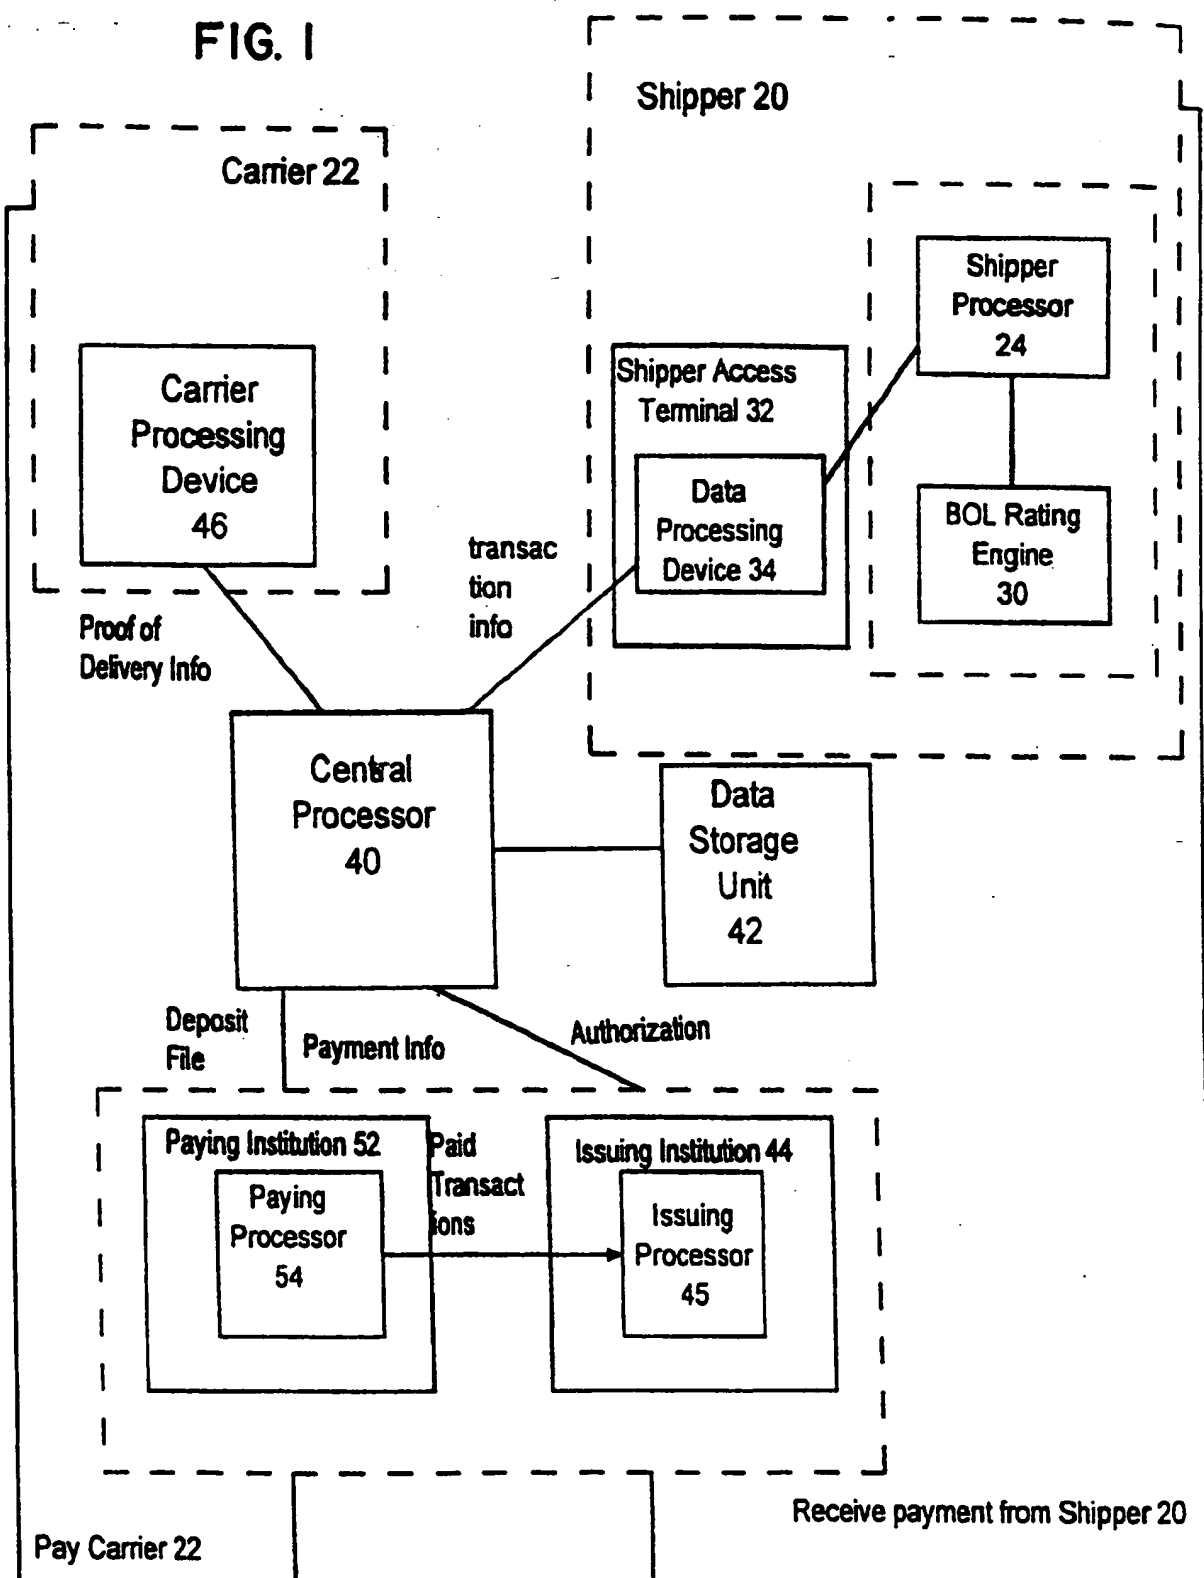 FIG. 1
Shipper 20
Carrier 22
Shipper
Processor
24
Shipper Access
Terminal 32
Carrier
Processing
Device
46
Data
Processing
Device 34
BOL Rating
Engine
30
transac
tion
info
Proof of
Delivery Info
Central
Processor
40
Data
Storage
Unit
42
Deposit
File
Payment Info
Authorization
Paying Institution 52
Paid
Transact
ions
Issuing Institution 44
Paying
Processor
54
Issuing
Processor
45
Receive payment from Shipper 20
Pay Carrier 22